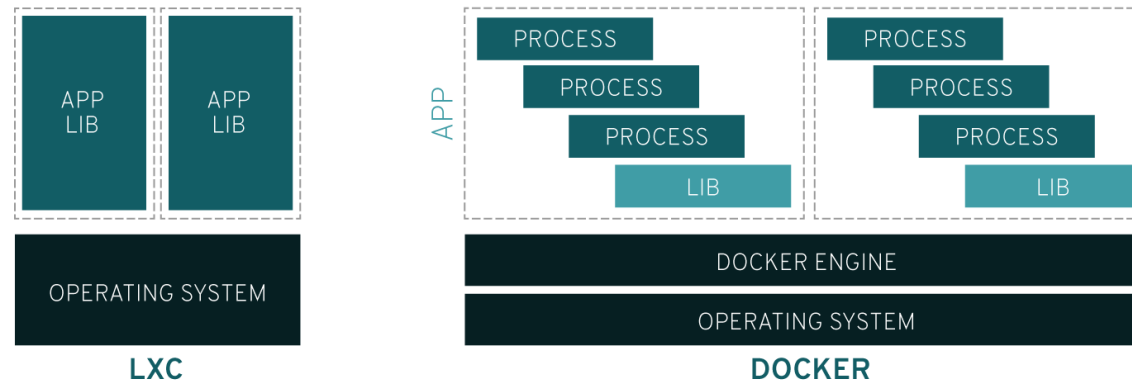 APP
LIB
APP
LIB
OPERATING SYSTEM
LXC
APP
PROCESS
PROCESS
PROCESS
LIB
PROCESS
PROCESS
PROCESS
LIB
DOCKER ENGINE
OPERATING SYSTEM
DOCKER